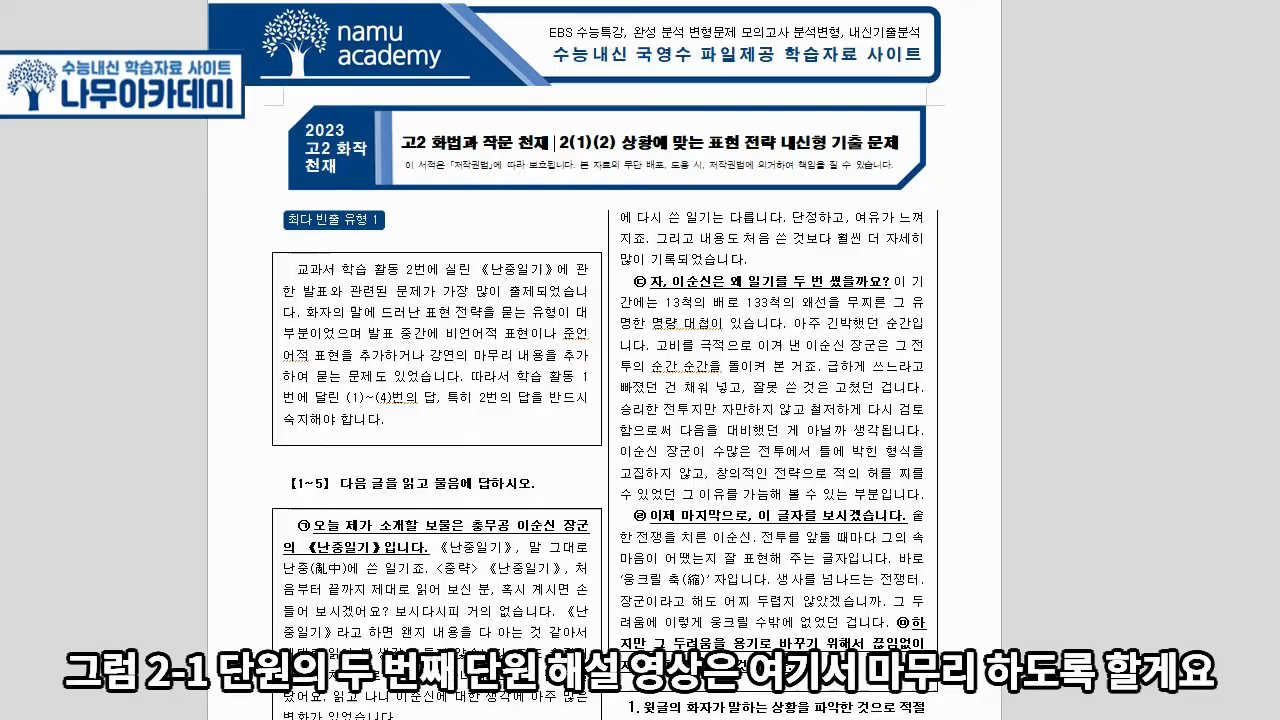 namu
academy
EBS 수능특강, 완성 분석 변형문제 모의고사 분석변형, 내신기출분석
수능내신 국영수 파일제공 학습자료 사이트
수능내신 학습자료 사이트
나무아카데미
2023
고2 화작
천재
고2 화법과 작문 천재 | 2(1)(2) 상황에 맞는 표현 전략 내신형 기출 문제
이 서적은 「저작권법」에 따라 보호됩니다. 본 자료의 무단 배포, 도용 시, 저작권법에 의거하여 책임을 질 수 있습니다.
최다 빈출 유형 1
교과서 학습 활동 2번에 실린 《난중일기》에 관
한 발표와 관련된 문제가 가장 많이 출제되었습니
다. 화자의 말에 드러난 표현 전략을 묻는 유형이 대
부분이었으며 발표 중간에 비언어적 표현이나 준언
어적 표현을 추가하거나 강연의 마무리 내용을 추가
하여 묻는 문제도 있었습니다. 따라서 학습 활동 1
번에 달린 (1)~(4)번의 답, 특히 2번의 답을 반드시
숙지해야 합니다.
【1~5】 다음 글을 읽고 물음에 답하시오.
㉠오늘 제가 소개할 보물은 충무공 이순신 장군
의 《난중일기》입니다. 《난중일기》, 말 그대로
난중(亂中)에 쓴 일기죠. <중략> 《난중일기》, 처
음부터 끝까지 제대로 읽어 보신 분, 혹시 계시면 손
들어 보시겠어요? 보시다시피 거의 없습니다. 《난
중일기》라고 하면 왠지 내용을 다 아는 것 같아서
었어요. 읽고 나니 이순신에 대한 생각에 아주 많은
변화가 있었습니다.
에 다시 쓴 일기는 다릅니다. 단정하고, 여유가 느껴
지죠. 그리고 내용도 처음 쓴 것보다 훨씬 더 자세히
많이 기록되었습니다.
㉢자, 이순신은 왜 일기를 두 번 썼을까요? 이 기
간에는 13척의 배로 133척의 왜선을 무찌른 그 유
명한 명량 대첩이 있습니다. 아주 긴박했던 순간입
니다. 고비를 극적으로 이겨 낸 이순신 장군은 그 전
투의 순간 순간을 돌이켜 본 거죠. 급하게 쓰느라고
빠졌던 건 채워 넣고, 잘못 쓴 것은 고쳤던 겁니다.
승리한 전투지만 자만하지 않고 철저하게 다시 검토
함으로써 다음을 대비했던 게 아닐까 생각됩니다.
이순신 장군이 수많은 전투에서 틀에 박힌 형식을
고집하지 않고, 창의적인 전략으로 적의 허를 찌를
수 있었던 그 이유를 가늠해 볼 수 있는 부분입니다.
㉣이제 마지막으로, 이 글자를 보시겠습니다. 숱
한 전쟁을 치른 이순신. 전투를 앞둘 때마다 그의 속
마음이 어땠는지 잘 표현해 주는 글자입니다. 바로
'웅크릴 축(縮)' 자입니다. 생사를 넘나드는 전쟁터.
장군이라고 해도 어찌 두렵지 않았겠습니까. 그 두
려움에 이렇게 웅크릴 수밖에 없었던 겁니다. ㉤하
지만 그 두려움을 용기로 바꾸기 위해서 끊임없이
1. 윗글의 화자가 말하는 상황을 파악한 것으로 적절
그럼 2-1 단원의 두 번째 단원 해설 영상은 여기서 마무리 하도록 할게요